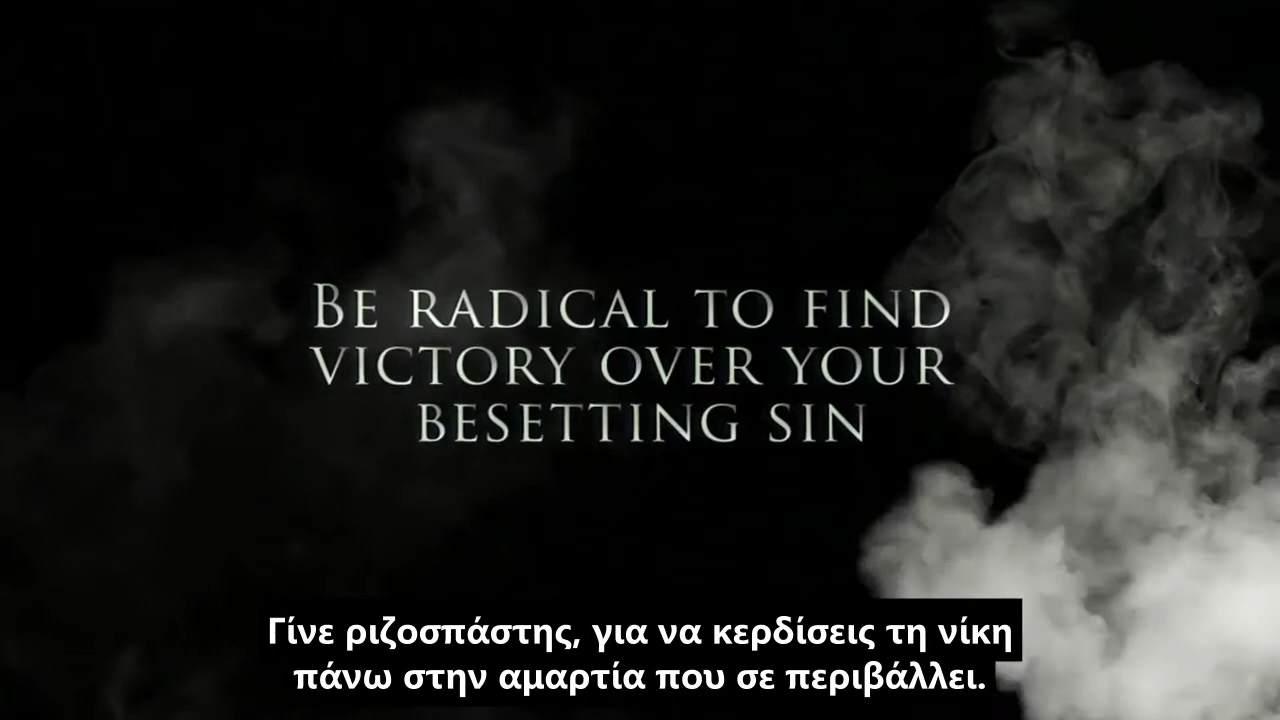 Be radical to find
victory over your
besetting sin
Γίνε ριζοσπάστης, για να κερδίσεις τη νίκη
πάνω στην αμαρτία που σε περιβάλλει.